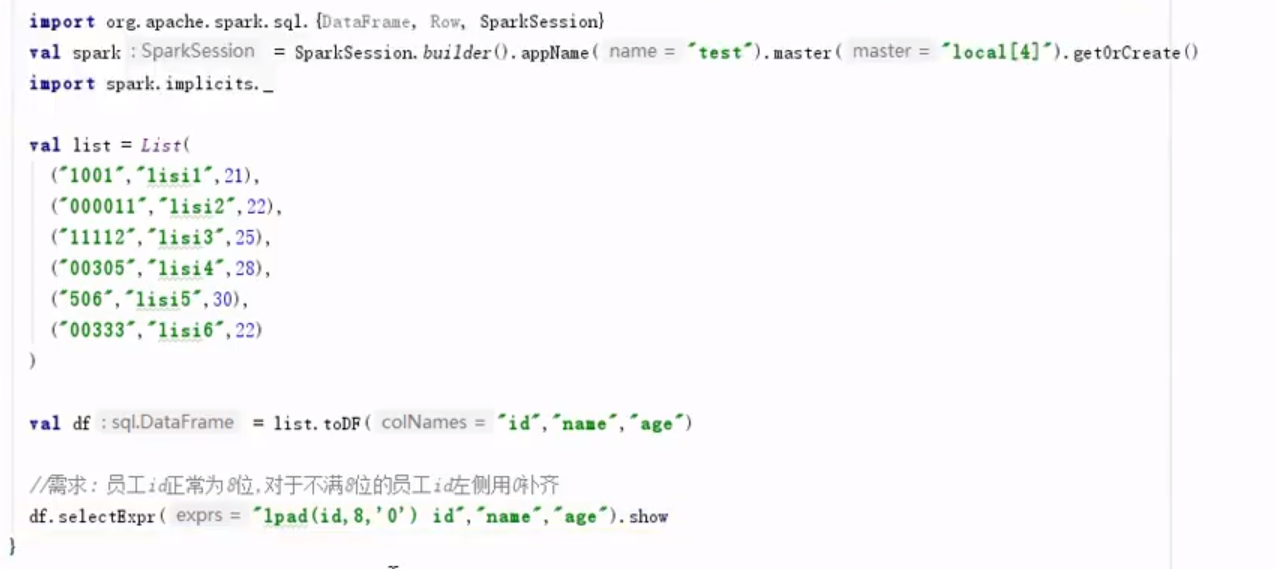 import org.apache.spark.sql.{DataFrame, Row, SparkSession}
val spark : SparkSession = SparkSession.builder().appName( name = "test").master( master = "local[4]").getOrCreate()
import spark.implicits._
val list = List(
("1001","lisi1",21),
("000011","lisi2",22),
("11112","lisi3",25),
("00305","lisi4",28),
("506","lisi5",30),
("00333","lisi6",22)
)
val df : sql.DataFrame = list.toDF( colNames = "id","name","age")
//需求: 员工id正常为8位,对于不满8位的员工id左侧用0补齐
df.selectExpr( exprs = "lpad(id,8,'0') id","name","age").show
}